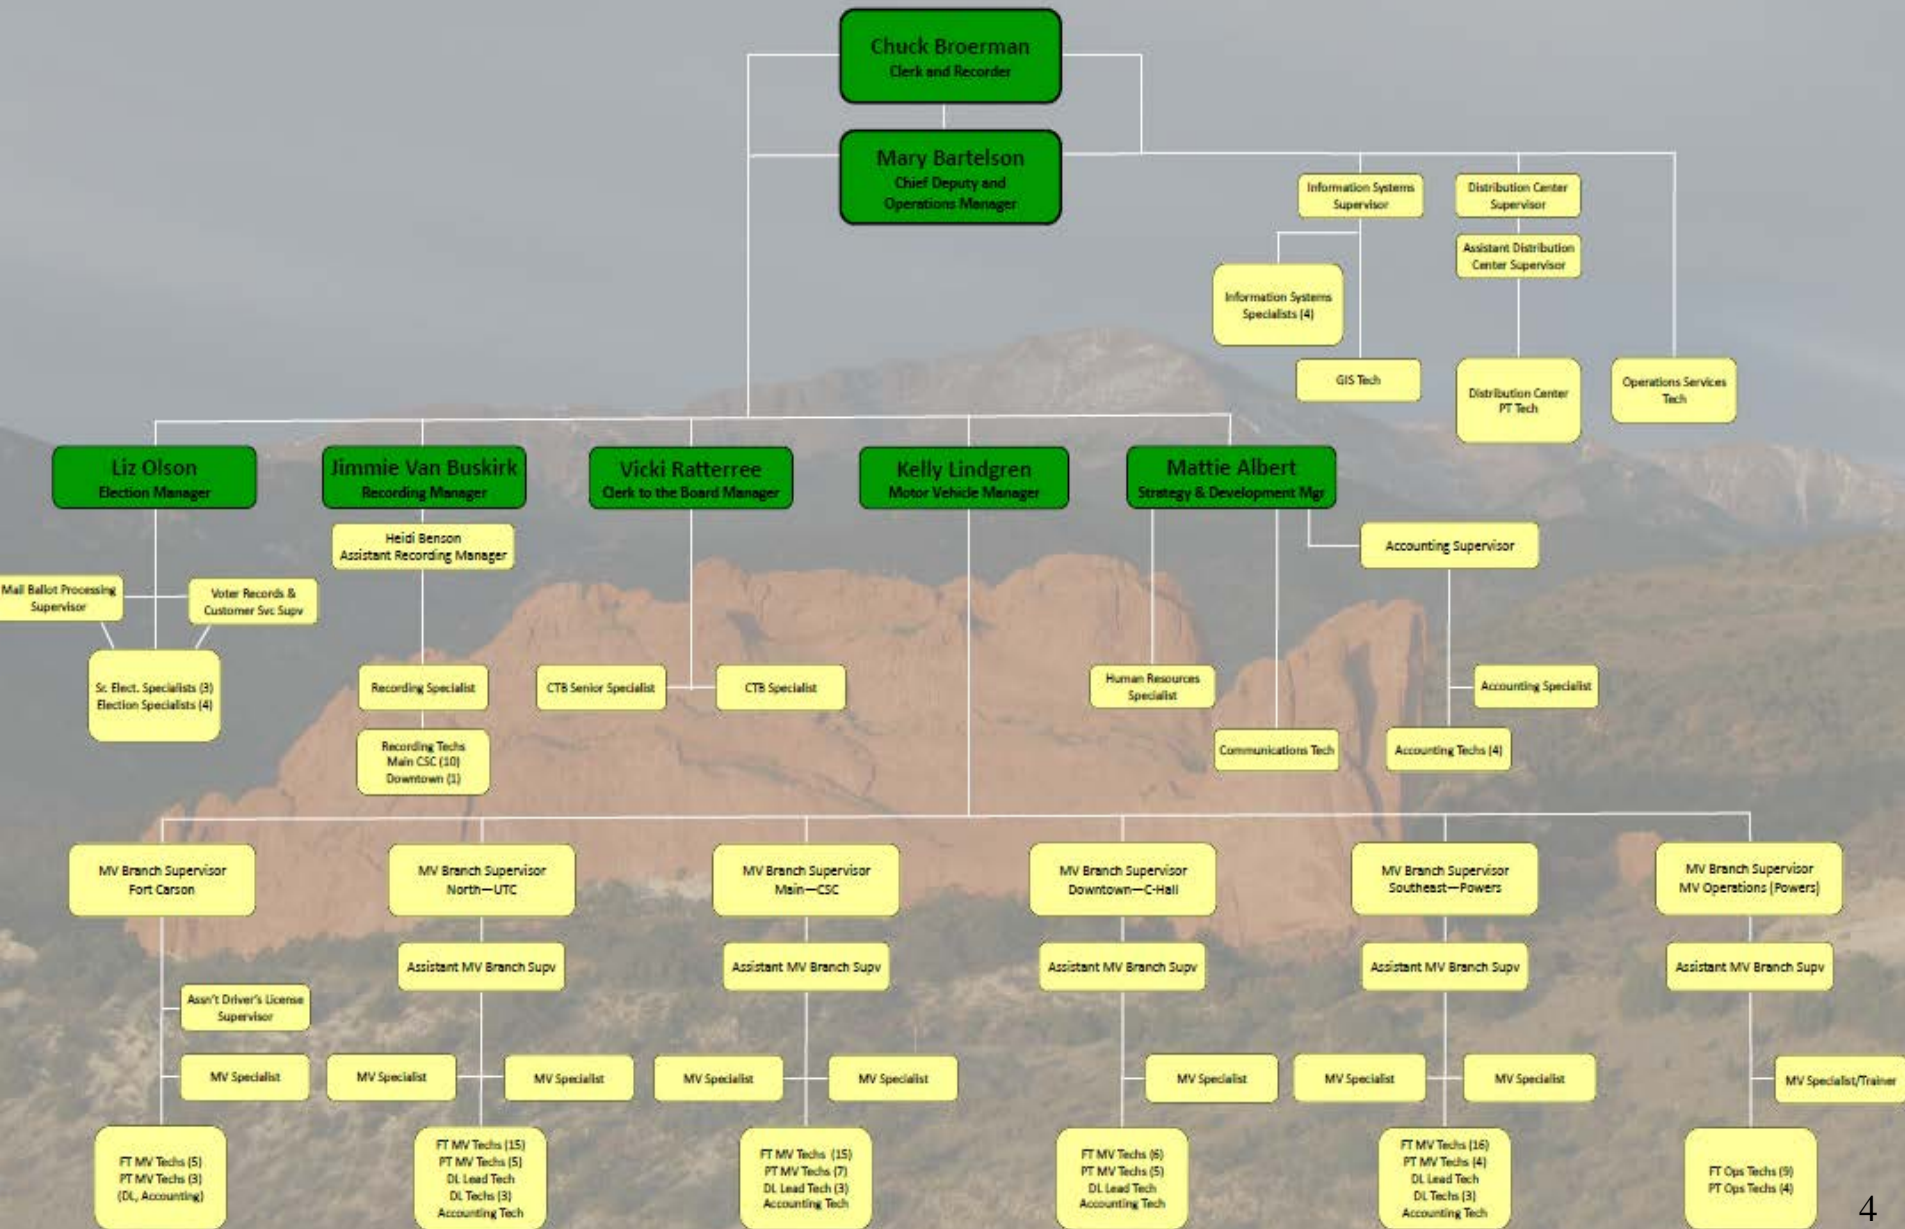 Chuck Broerman
Clerk and Recorder
Mary Bartelson
Chief Deputy and
Operations Manager
Information Systems
Supervisor
Distribution Center
Supervisor
Assistant Distribution
Center Supervisor
Information Systems
Specialists (4)
GIS Tech
Distribution Center
PT Tech
Operations Services
Tech
Liz Olson
Election Manager
Jimmie Van Buskirk
Recording Manager
Vicki Ratterree
Clerk to the Board Manager
Kelly Lindgren
Motor Vehicle Manager
Mattie Albert
Strategy & Development Mgr
Heidi Benson
Assistant Recording Manager
Accounting Supervisor
Mail Ballot Processing
Supervisor
Voter Records &
Customer Svc Supv
Sr. Elect. Specialists (3)
Election Specialists (4)
Recording Specialist
CTB Senior Specialist
CTB Specialist
Human Resources
Specialist
Accounting Specialist
Recording Techs
Main CSC (10)
Downtown (1)
Communications Tech
Accounting Techs (4)
MV Branch Supervisor
Fort Carson
MV Branch Supervisor
North—UTC
MV Branch Supervisor
Main—CSC
MV Branch Supervisor
Downtown—C-Hall
MV Branch Supervisor
Southeast—Powers
MV Branch Supervisor
MV Operations (Powers)
Assistant MV Branch Supv
Assistant MV Branch Supv
Assistant MV Branch Supv
Assistant MV Branch Supv
Assistant MV Branch Supv
Assn't Driver's License
Supervisor
MV Specialist
MV Specialist
MV Specialist
MV Specialist
MV Specialist
MV Specialist
MV Specialist
MV Specialist
MV Specialist/Trainer
FT MV Techs (5)
PT MV Techs (3)
(DL, Accounting)
FT MV Techs (15)
PT MV Techs (5)
DL Lead Tech
DL Techs (3)
Accounting Tech
FT MV Techs (15)
PT MV Techs (7)
DL Lead Tech (3)
Accounting Tech
FT MV Techs (6)
PT MV Techs (5)
DL Lead Tech
Accounting Tech
FT MV Techs (16)
PT MV Techs (4)
DL Lead Tech
DL Techs (3)
Accounting Tech
FT Ops Techs (9)
PT Ops Techs (4)
4